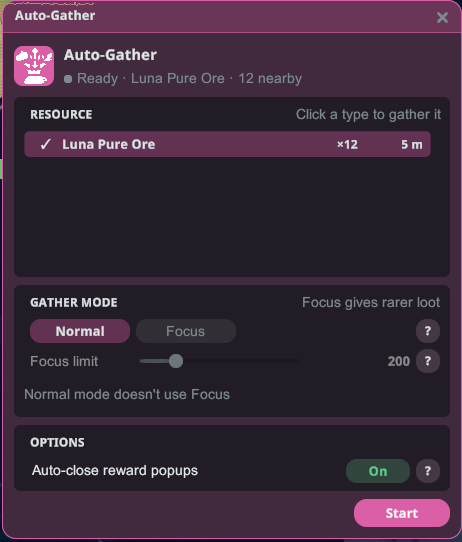 Auto-Gather
Auto-Gather
Ready · Luna Pure Ore · 12 nearby
RESOURCE Click a type to gather it
✓ Luna Pure Ore ×12 5 m
GATHER MODE Focus gives rarer loot
Normal Focus ?
Focus limit 200 ?
Normal mode doesn't use Focus
OPTIONS
Auto-close reward popups On ?
Start